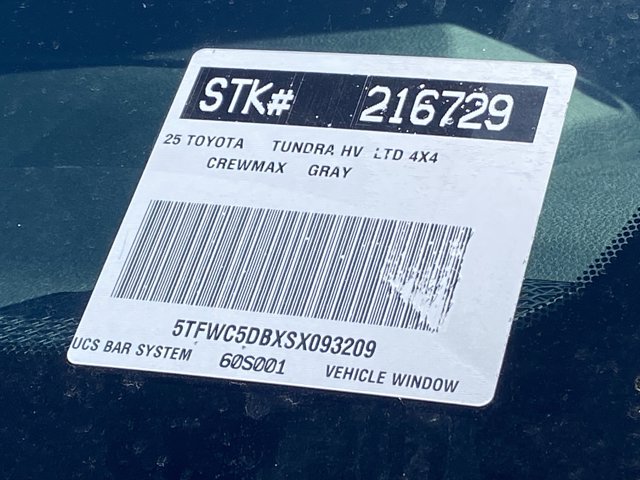 STK# 216729
25 TOYOTA TUNDRA HV LTD 4X4
CREWMAX GRAY
5TFWC5DBXSX093209
UCS BAR SYSTEM 60S001 VEHICLE WINDOW